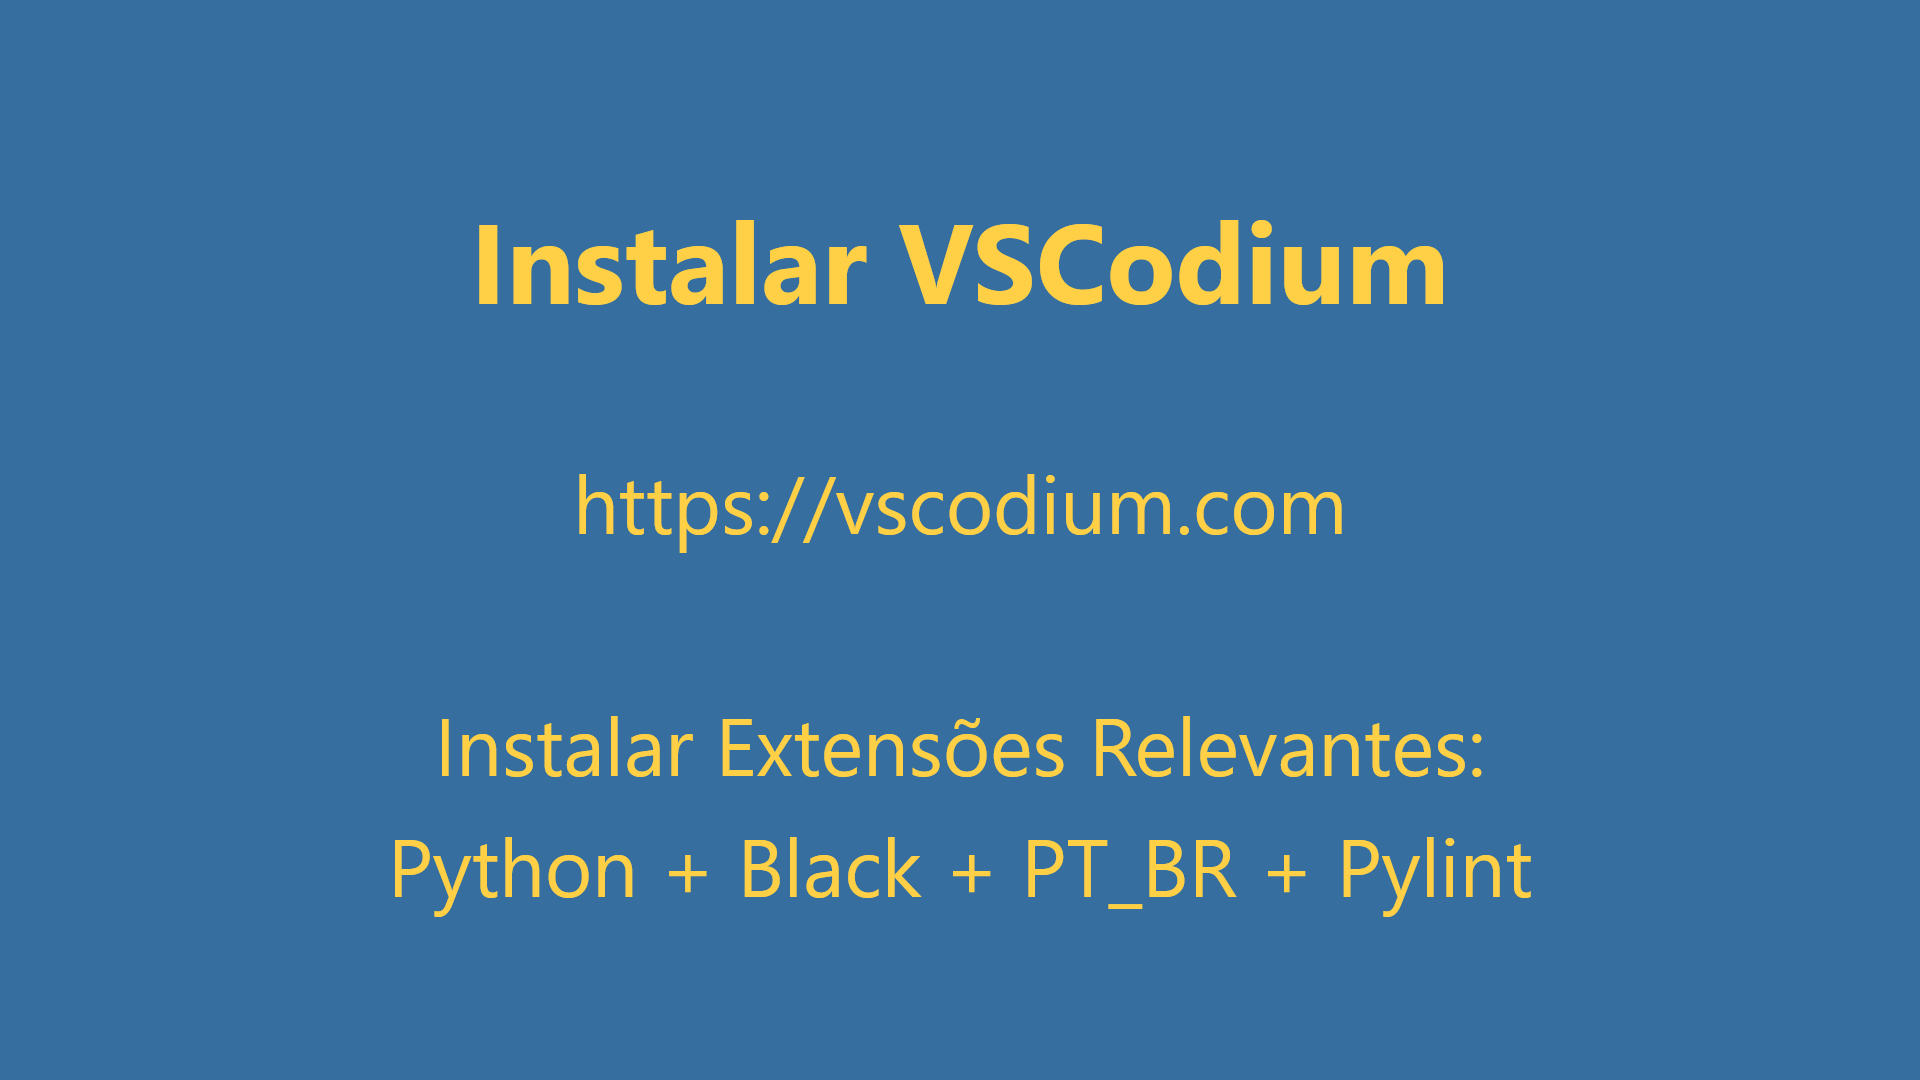 Instalar VSCodium
https://vscodium.com
Instalar Extensões Relevantes:
Python + Black + PT_BR + Pylint